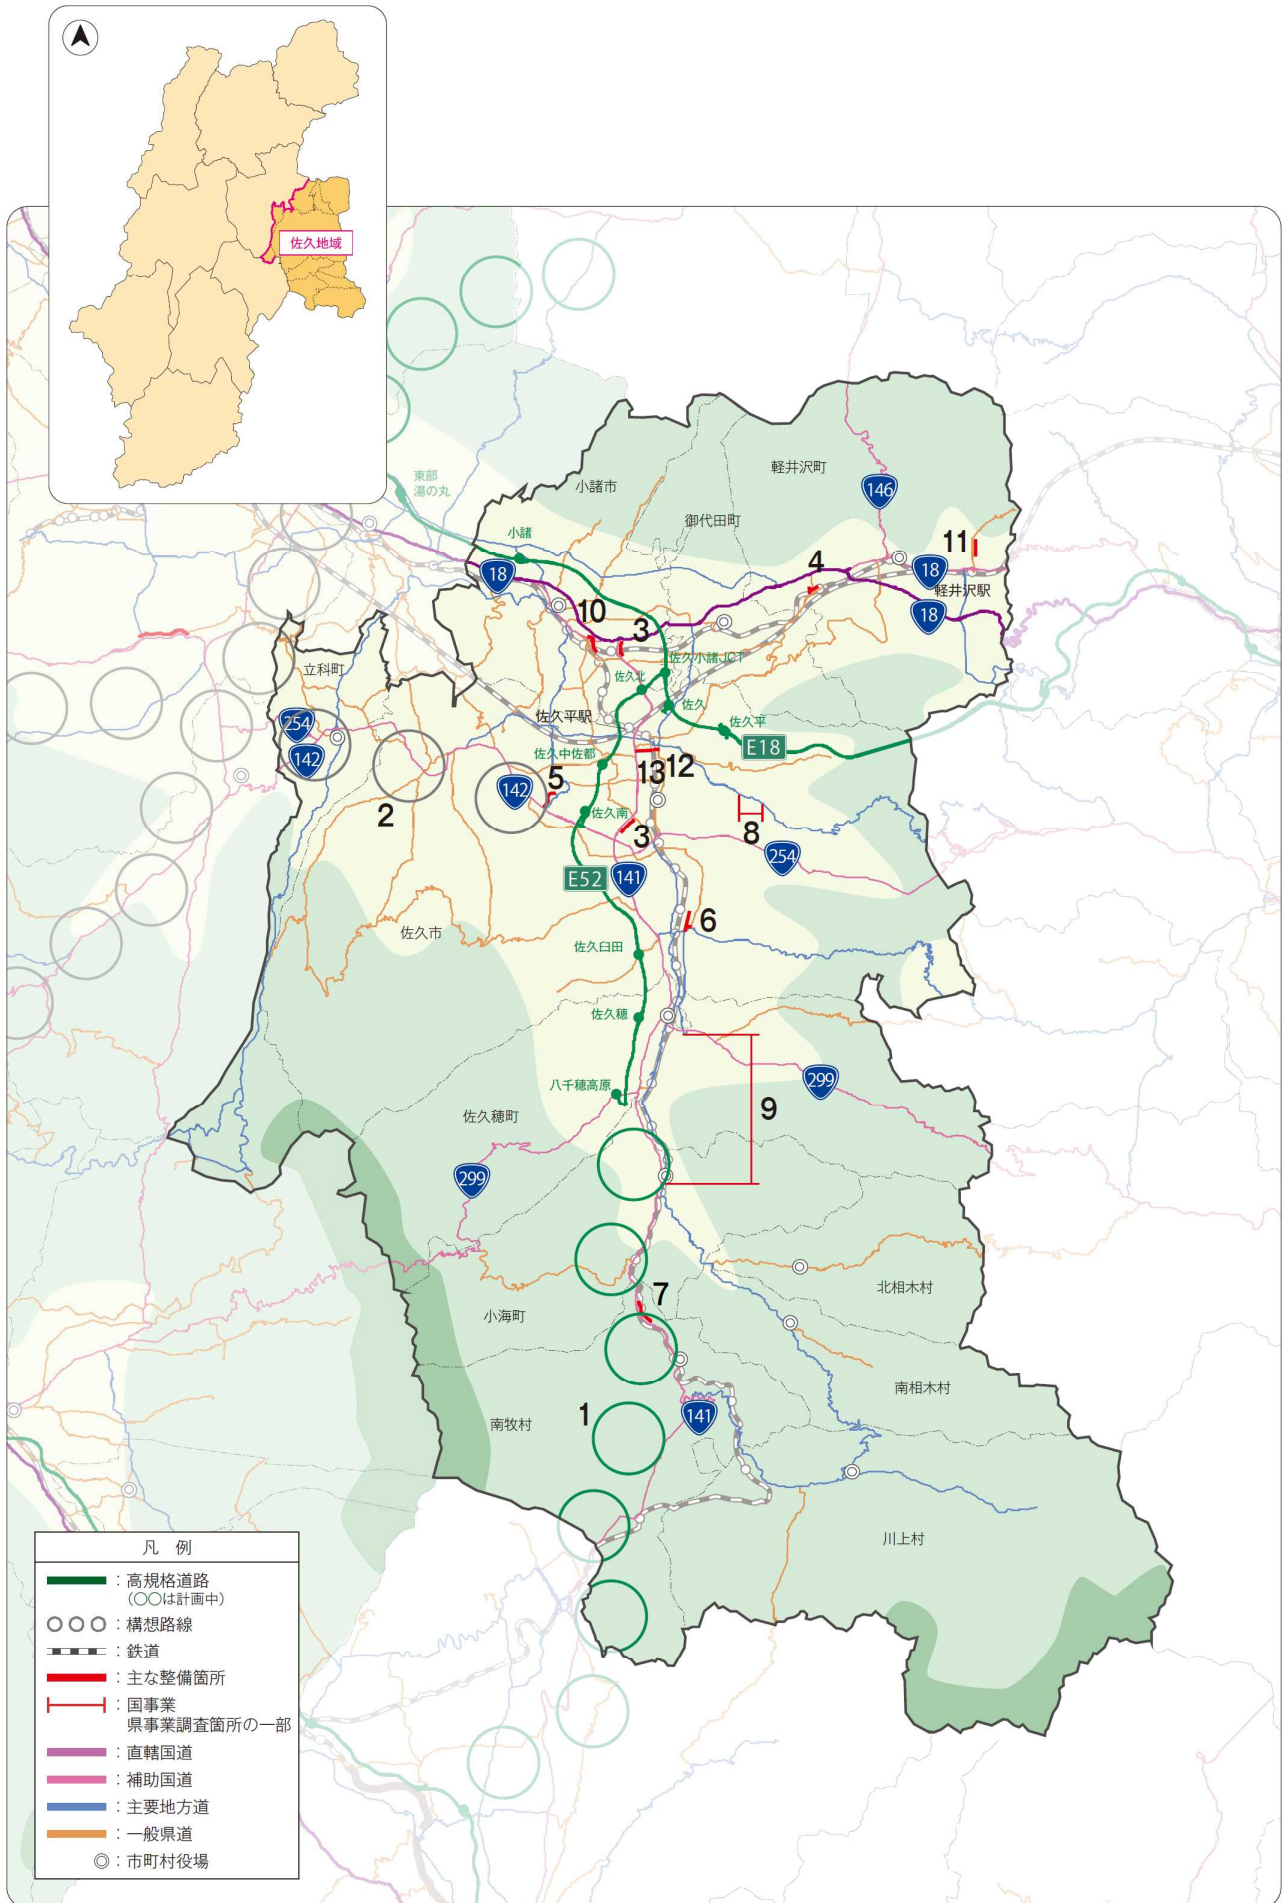 佐久地域
東部
湯の丸
小諸市
軽井沢町
146
御代田町
小諸
11
4
18
18
軽井沢駅
18
10
3
佐久小諸JCT
立科町
佐久北
佐久
佐久平駅
佐久平
254
E18
142
佐久中佐都
13
12
5
142
2
佐久南
8
3
254
E52
141
6
佐久市
佐久臼田
佐久穂
八千穂高原
299
9
佐久穂町
299
北相木村
7
小海町
南相木村
1
141
南牧村
川上村
凡 例
：高規格道路
(○○は計画中)
：構想路線
：鉄道
：主な整備箇所
：国事業
県事業調査箇所の一部
：直轄国道
：補助国道
：主要地方道
：一般県道
◎：市町村役場